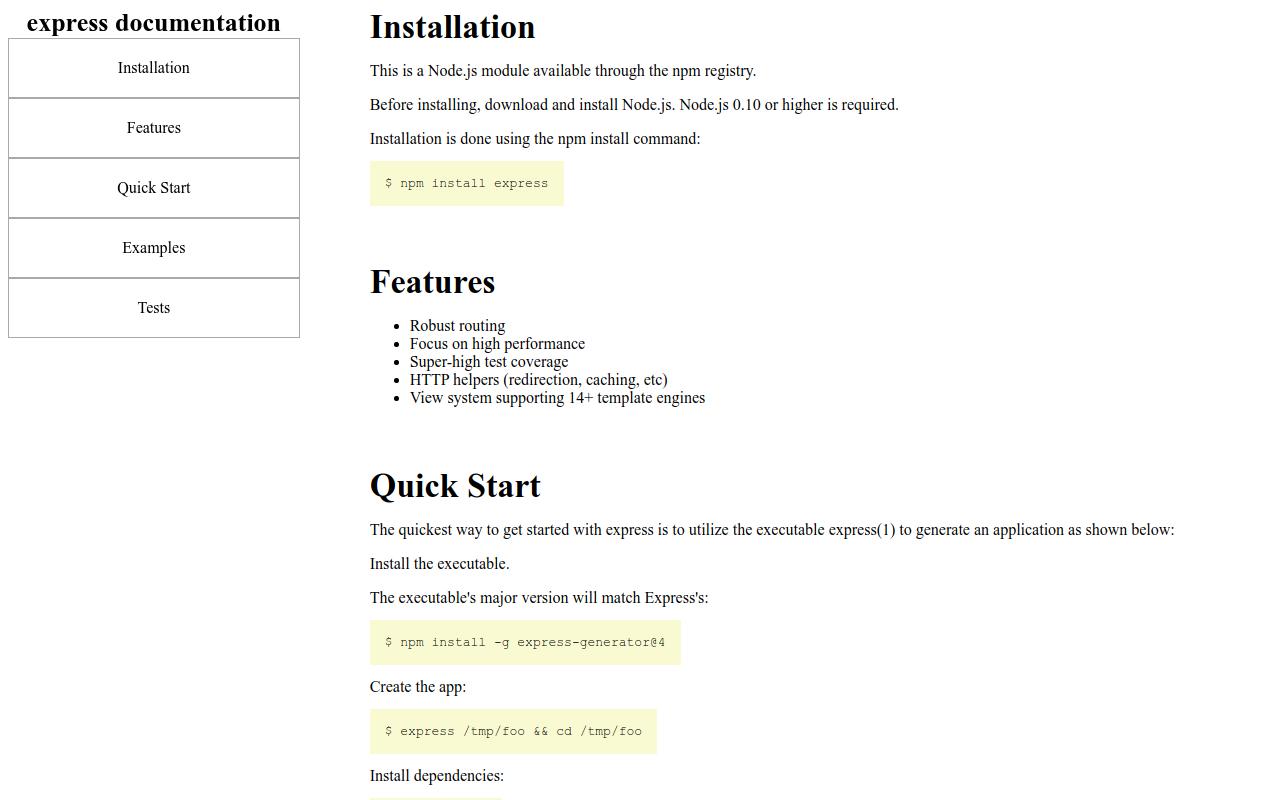 express documentation
Installation
Features
Quick Start
Examples
Tests
Installation
This is a Node.js module available through the npm registry.
Before installing, download and install Node.js. Node.js 0.10 or higher is required.
Installation is done using the npm install command:
$ npm install express
Features
Robust routing
Focus on high performance
Super-high test coverage
HTTP helpers (redirection, caching, etc)
View system supporting 14+ template engines
Quick Start
The quickest way to get started with express is to utilize the executable express(1) to generate an application as shown below:
Install the executable.
The executable's major version will match Express's:
$ npm install -g express-generator@4
Create the app:
$ express /tmp/foo && cd /tmp/foo
Install dependencies: